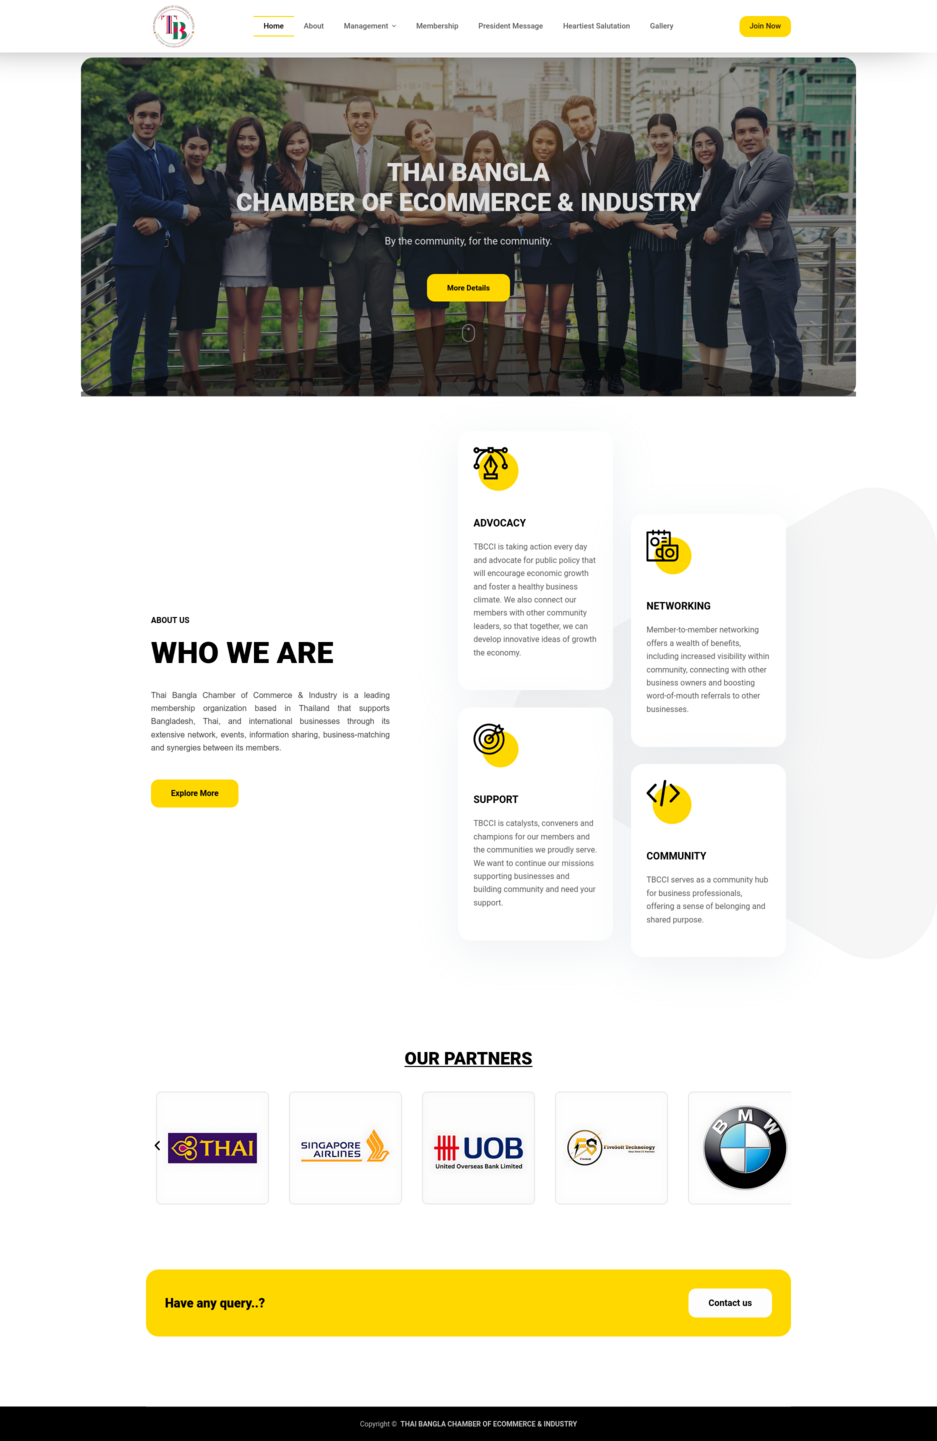 TB
Home
About
Management
Membership
President Message
Heartiest Salutation
Gallery
Join Now
THAI BANGLA
CHAMBER OF ECOMMERCE & INDUSTRY
By the community, for the community.
More Details
ABOUT US
WHO WE ARE
Thai Bangla Chamber of Commerce & Industry is a leading
membership organization based in Thailand that supports
Bangladesh, Thai, and international businesses through its
extensive network, events, information sharing, business-matching
and synergies between its members.
Explore More
ADVOCACY
TBCCI is taking action every day
and advocate for public policy that
will encourage economic growth
and foster a healthy business
climate. We also connect our
members with other community
leaders, so that together, we can
develop innovative ideas of growth
the economy.
SUPPORT
TBCCI is catalysts, conveners and
champions for our members and
the communities we proudly serve.
We want to continue our missions
supporting businesses and
building community and need your
support.
NETWORKING
Member-to-member networking
offers a wealth of benefits,
including increased visibility within
community, connecting with other
business owners and boosting
word-of-mouth referrals to other
businesses.
COMMUNITY
TBCCI serves as a community hub
for business professionals,
offering a sense of belonging and
shared purpose.
OUR PARTNERS
THAI
SINGAPORE
AIRLINES
UOB
United Overseas Bank Limited
FS
FireSoft Technology
BMW
Have any query..?
Contact us
Copyright © THAI BANGLA CHAMBER OF ECOMMERCE & INDUSTRY